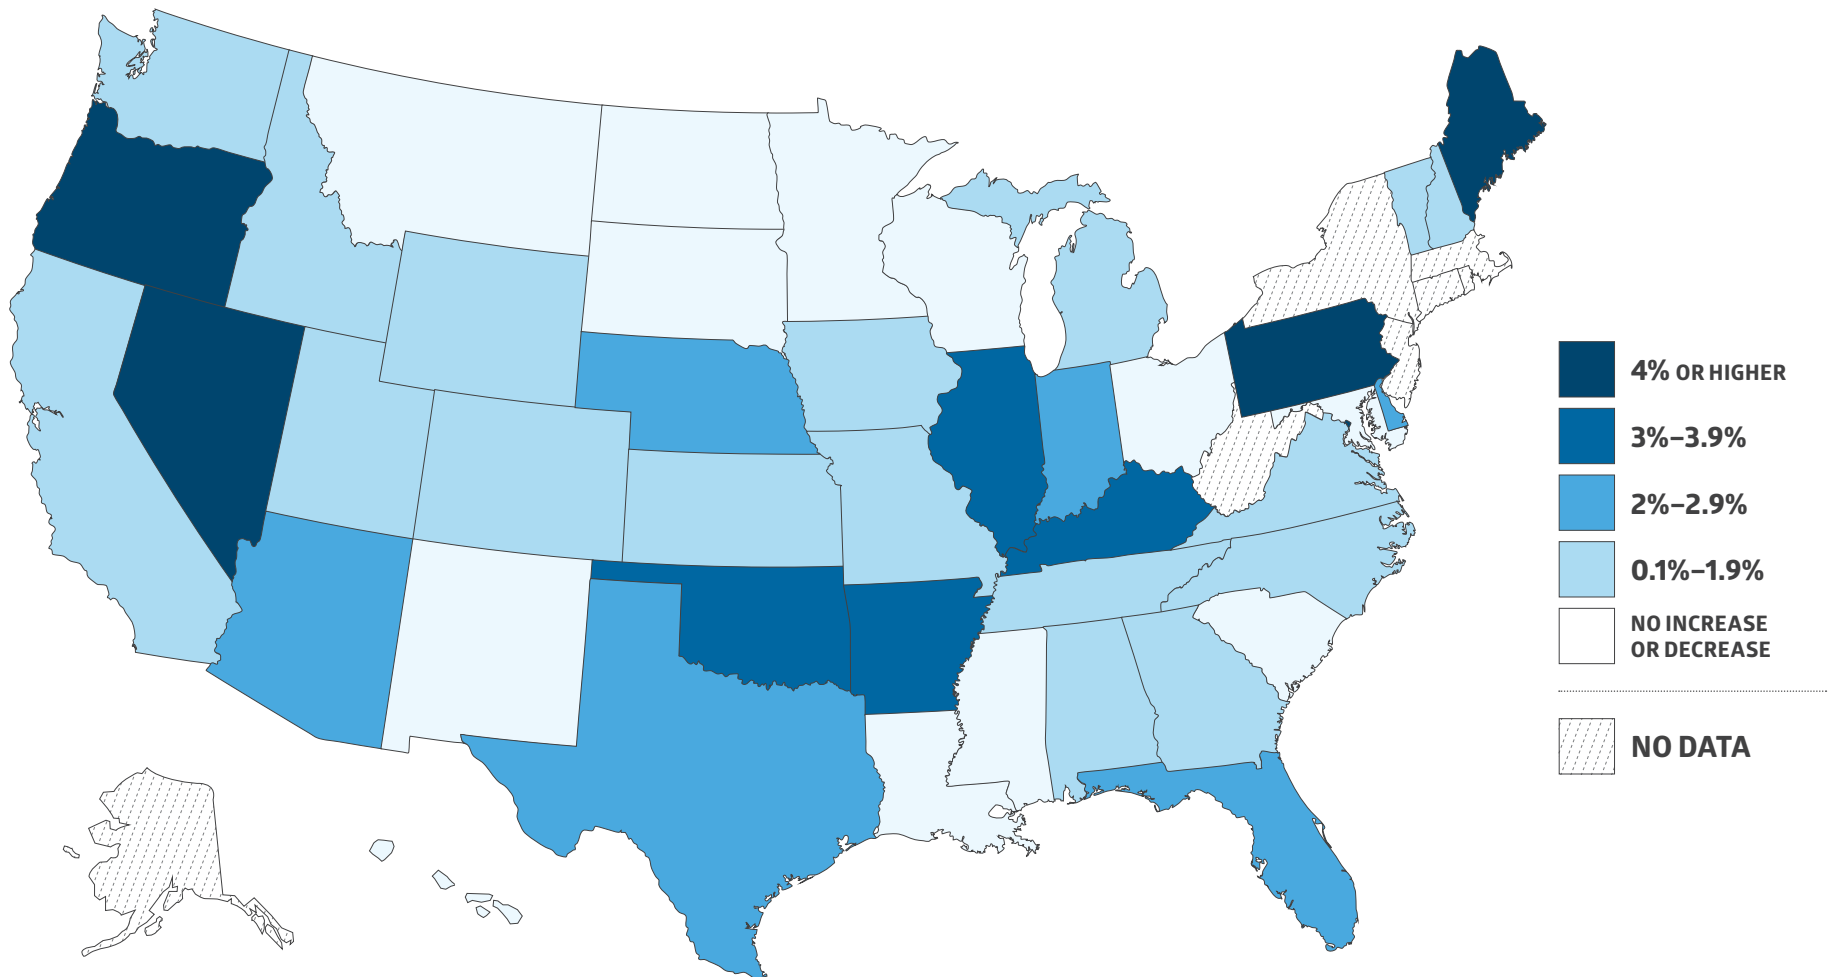 4% OR HIGHER
3%–3.9%
2%–2.9%
0.1%–1.9%
NO INCREASE
OR DECREASE
NO DATA